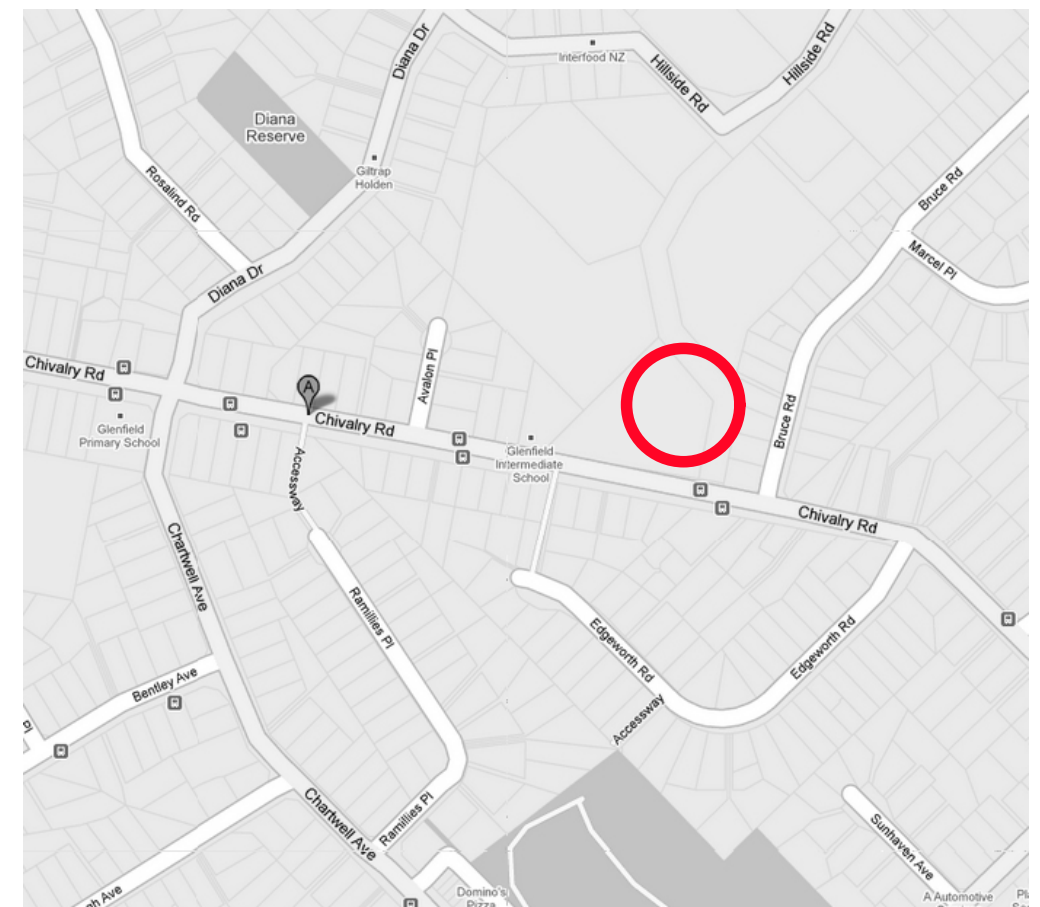 Interfood NZ
Hillside Rd
Hillside Rd
Diana Dr
Diana
Reserve
Giltrap
Holden
Rosalind Rd
Bruce Rd
Marcel Pl
Diana Dr
Chivalry Rd
Avalon Pl
A
Chivalry Rd
Bruce Rd
Glenfield
Primary School
Glenfield
Intermediate
School
Accessway
Chivalry Rd
Chartwell Ave
Ramillies Pl
Edgeworth Rd
Edgeworth Rd
Bentley Ave
Accessway
Pl
Chartwell Ave
Ramillies Pl
Sunhaven Ave
Ave
Domino's
Pizza
A Automotive